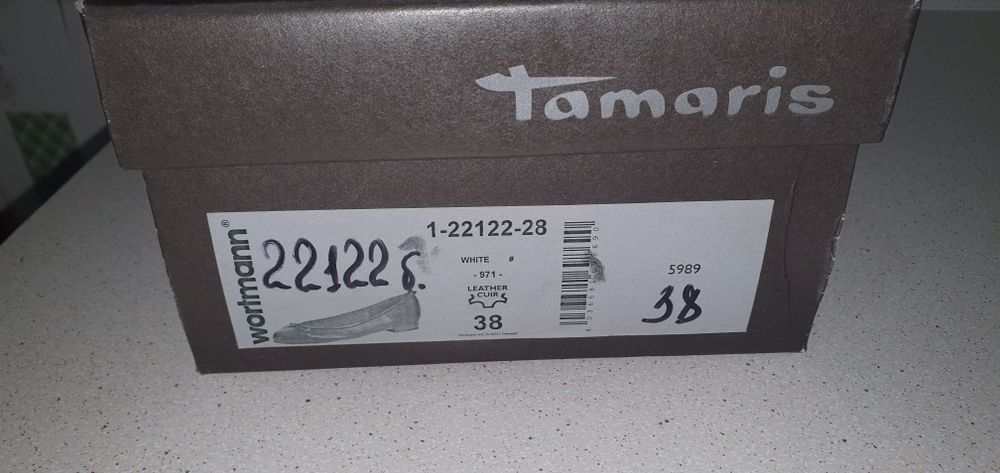 Tamaris
wortmann®
22122 б.
1-22122-28
WHITE #
- 971 -
LEATHER
CUIR
38
5989
38